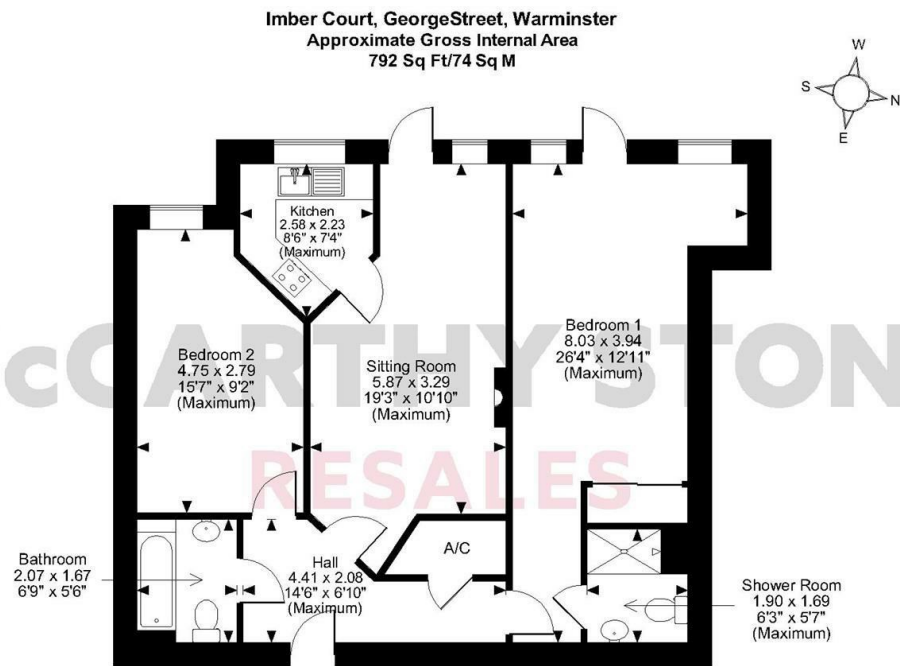 Imber Court, GeorgeStreet, Warminster
Approximate Gross Internal Area
792 Sq Ft/74 Sq M
W
S
N
E
Kitchen
2.58 x 2.23
8'6" x 7'4"
(Maximum)
Bedroom 2
4.75 x 2.79
15'7" x 9'2"
(Maximum)
Sitting Room
5.87 x 3.29
19'3" x 10'10"
(Maximum)
Bedroom 1
8.03 x 3.94
26'4" x 12'11"
(Maximum)
cCARTHY STON
RESALES
Bathroom
2.07 x 1.67
6'9" x 5'6"
Hall
4.41 x 2.08
14'6" x 6'10"
(Maximum)
A/C
Shower Room
1.90 x 1.69
6'3" x 5'7"
(Maximum)